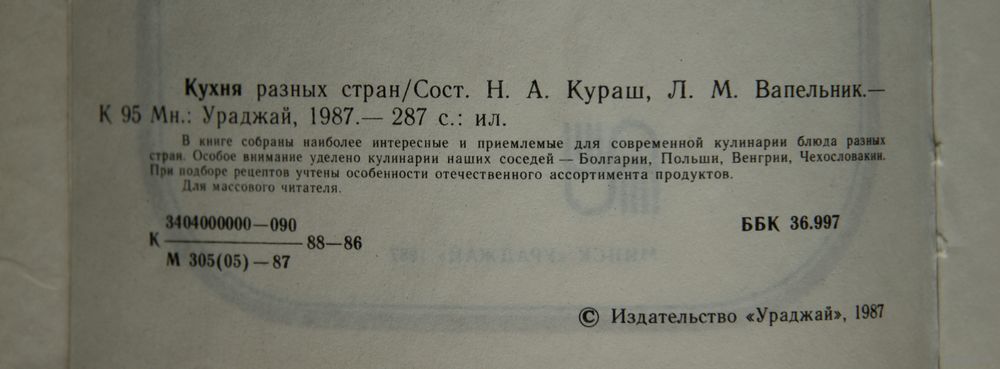 Кухня разных стран/Сост. Н. А. Кураш, Л. М. Вапельник.—
К 95 Мн.: Ураджай, 1987.— 287 с.: ил.
В книге собраны наиболее интересные и приемлемые для современной кулинарии блюда разных
стран. Особое внимание уделено кулинарии наших соседей — Болгарии, Польши, Венгрии, Чехословакии.
При подборе рецептов учтены особенности отечественного ассортимента продуктов.
Для массового читателя.
3404000000—090
К ———————— 88—86
М 305(05)—87
ББК 36.997
МИНСК «УРАДЖАЙ» 1987
© Издательство «Ураджай», 1987